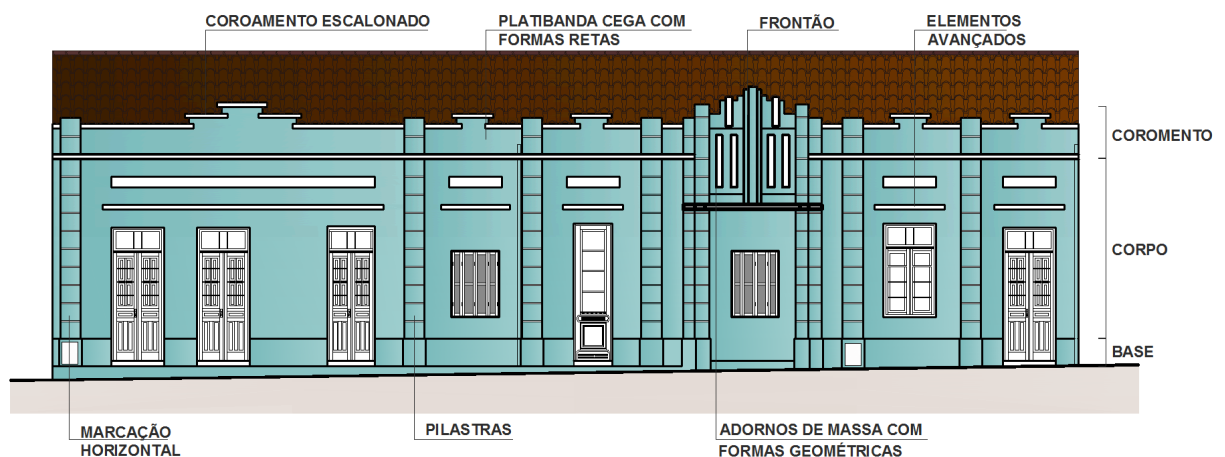 COROAMENTO ESCALONADO
PLATIBANDA CEGA COM
FORMAS RETAS
FRONTÃO
ELEMENTOS
AVANÇADOS
COROMENTO
CORPO
BASE
MARCAÇÃO
HORIZONTAL
PILASTRAS
ADORNOS DE MASSA COM
FORMAS GEOMÉTRICAS